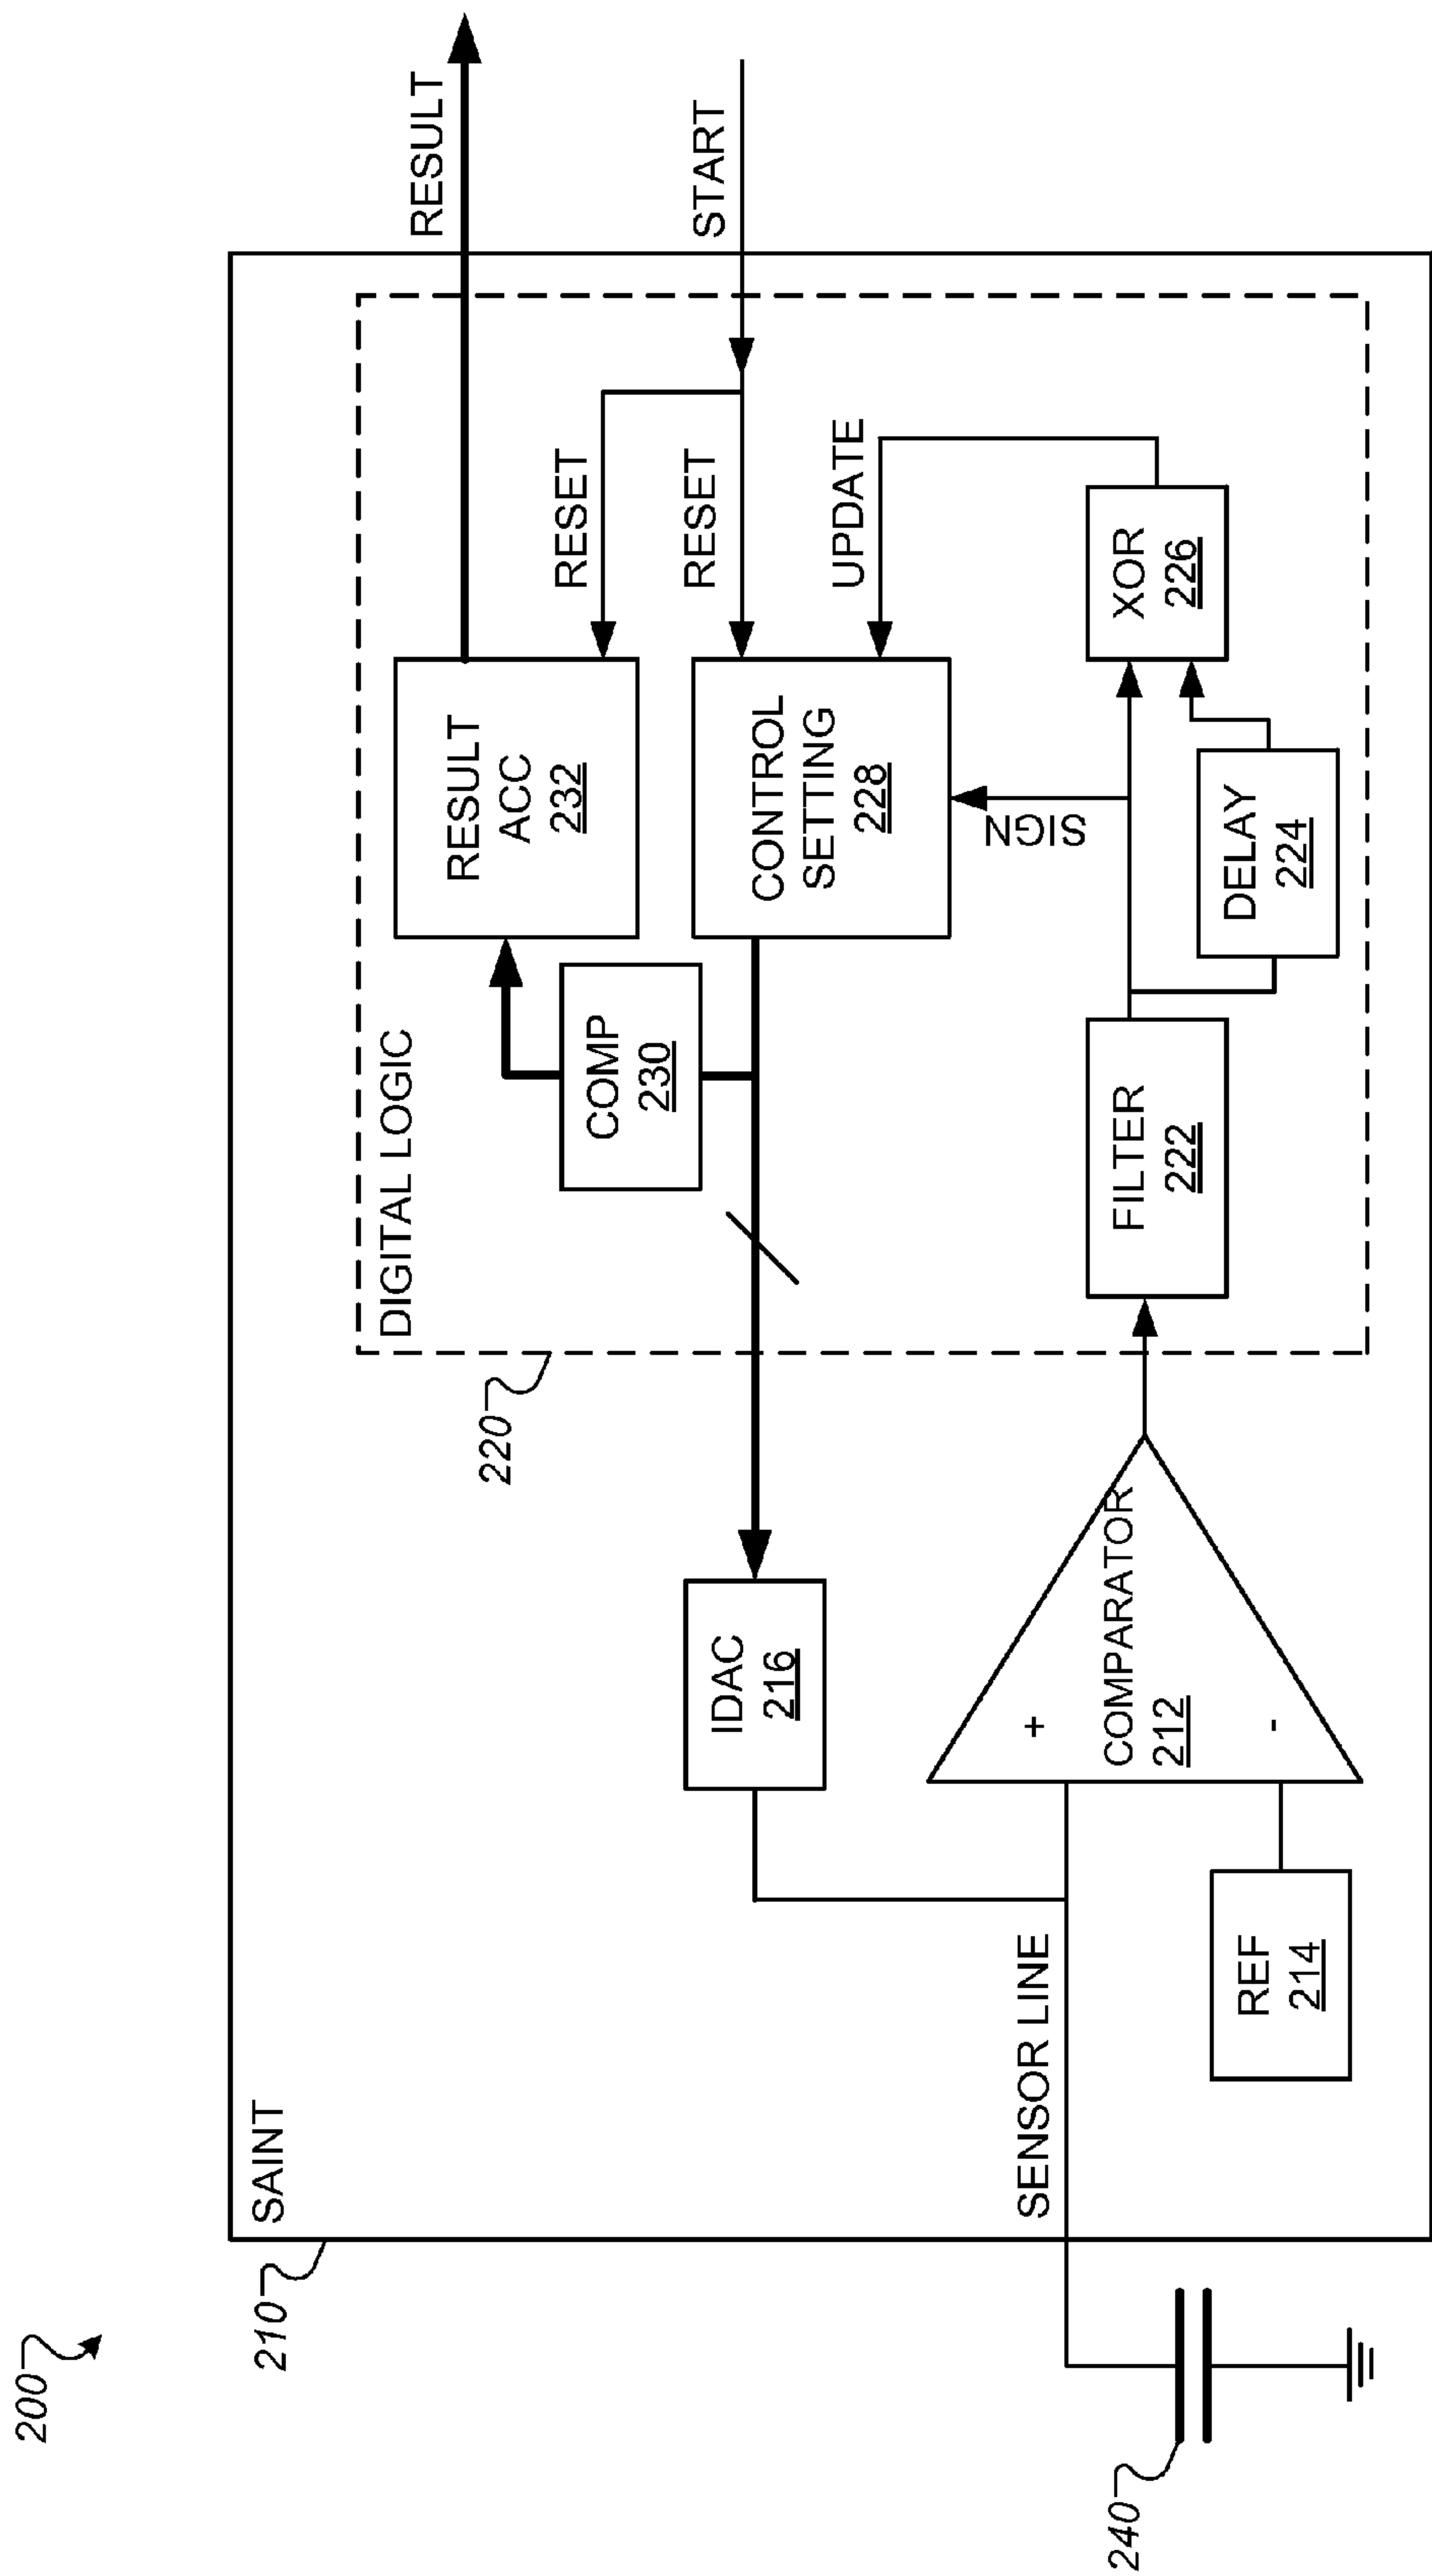 200
210
SAINT
220
DIGITAL LOGIC
RESULT
RESULT
ACC
232
RESET
START
COMP
230
CONTROL
SETTING
228
RESET
UPDATE
SIGN
IDAC
216
SENSOR LINE
+
COMPARATOR
212
-
REF
214
FILTER
222
DELAY
224
XOR
226
240